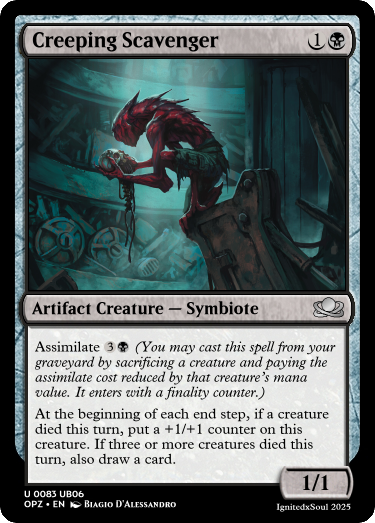 Creeping Scavenger 1
Artifact Creature — Symbiote
Assimilate 3 (You may cast this spell from your
graveyard by sacrificing a creature and paying the
assimilate cost reduced by that creature's mana
value. It enters with a finality counter.)
At the beginning of each end step, if a creature
died this turn, put a +1/+1 counter on this
creature. If three or more creatures died this
turn, also draw a card.
1/1
U 0083 UB06
OPZ • EN Biagio D'Alessandro
IgnitedxSoul 2025